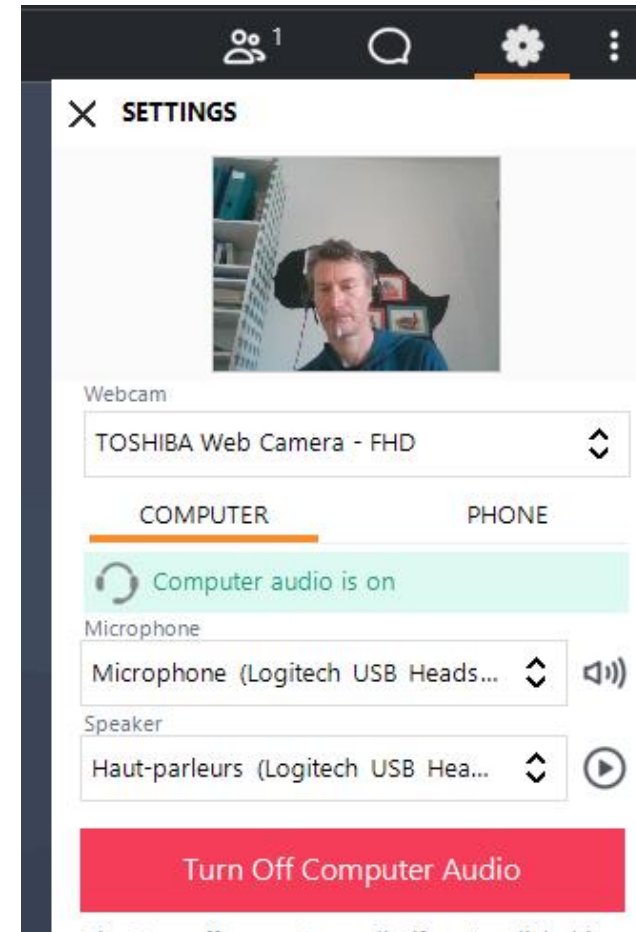 1
SETTINGS
Webcam
TOSHIBA Web Camera - FHD
COMPUTER PHONE
Computer audio is on
Microphone
Microphone (Logitech USB Heads...
Speaker
Haut-parleurs (Logitech USB Hea...
Turn Off Computer Audio